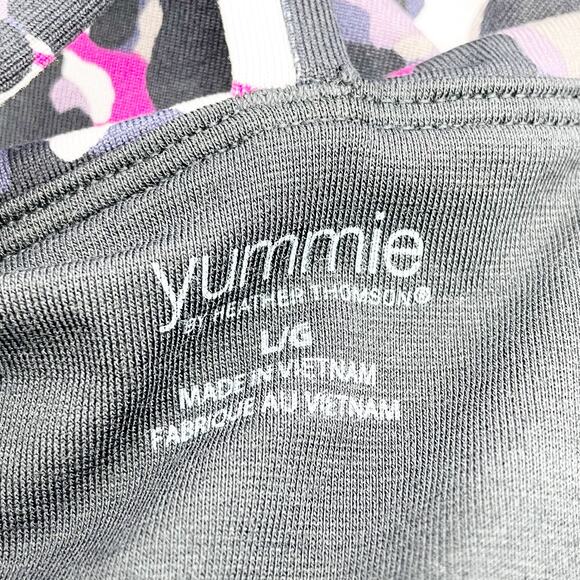 yummie
BY HEATHER THOMSON®
L/G
MADE IN VIETNAM
FABRIQUE AU VIETNAM